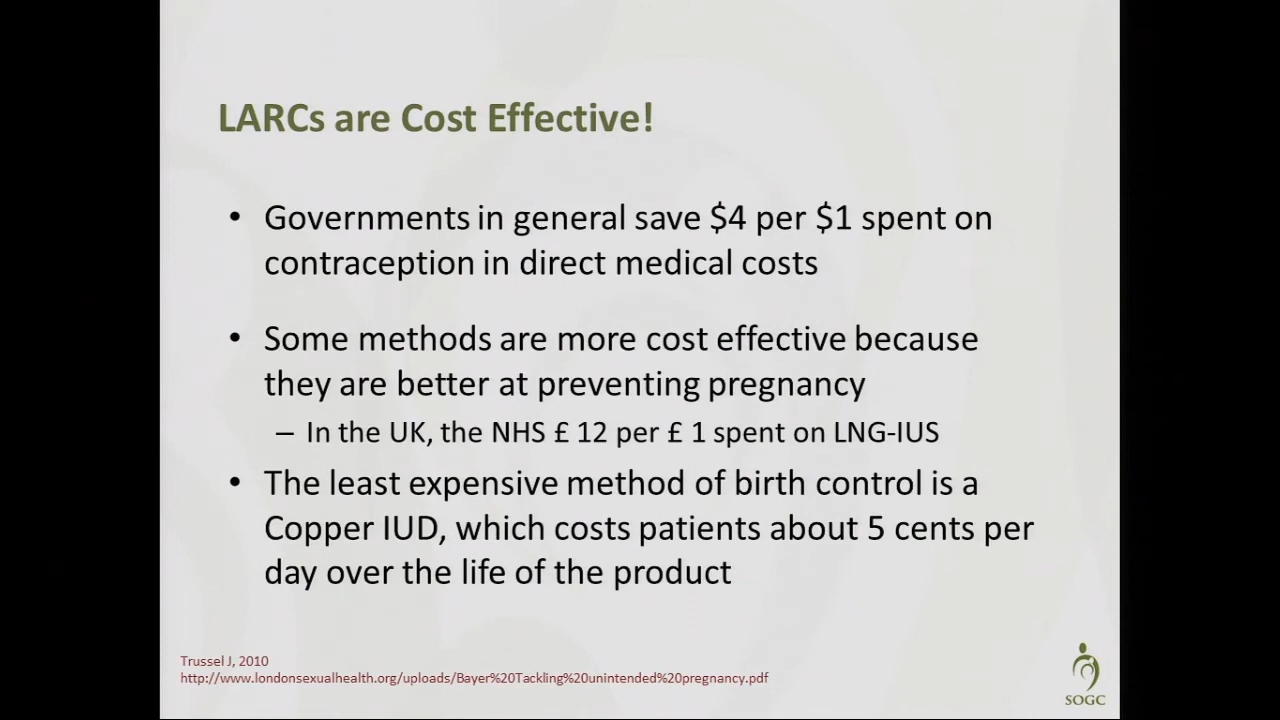 LARCs are Cost Effective!
• Governments in general save $4 per $1 spent on
contraception in direct medical costs
• Some methods are more cost effective because
they are better at preventing pregnancy
– In the UK, the NHS £ 12 per £ 1 spent on LNG-IUS
• The least expensive method of birth control is a
Copper IUD, which costs patients about 5 cents per
day over the life of the product
Trussel J, 2010
http://www.londonsexualhealth.org/uploads/Bayer%20Tackling%20unintended%20pregnancy.pdf
SOGC